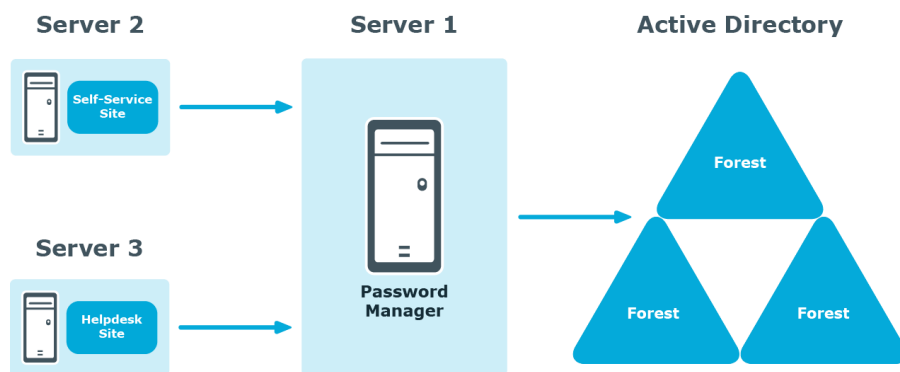 Server 2
Server 1
Active Directory
Self-Service
Site
Forest
Server 3
Password
Manager
Helpdesk
Site
Forest
Forest